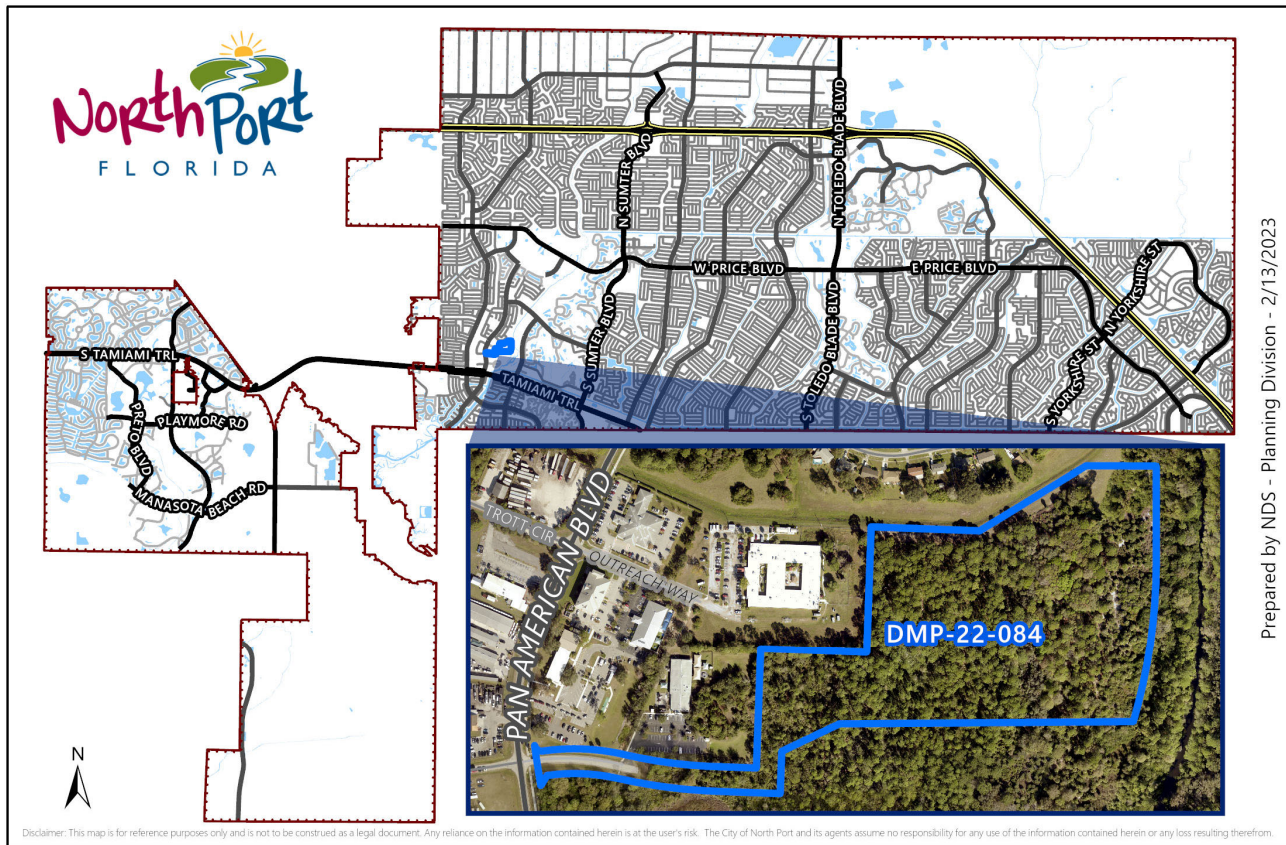 North Port
FLORIDA
N SUMTER BLVD
N TOLEDO BLADE BLVD
W PRICE BLVD
E PRICE BLVD
N YORKSHIRE ST
S YORKSHIRE ST
S SUMTER BLVD
S TOLEDO BLADE BLVD
TAMIAMI TRL
S TAMIAMI TRL
PLAYMORE RD
PRETO BLVD
MANASOTA BEACH RD
TROTT CIR
OUTREACH WAY
PAN AMERICAN BLVD
DMP-22-084
N
Prepared by NDS - Planning Division - 2/13/2023
Disclaimer: This map is for reference purposes only and is not to be construed as a legal document. Any reliance on the information contained herein is at the user's risk. The City of North Port and its agents assume no responsibility for any use of the information contained herein or any loss resulting therefrom.